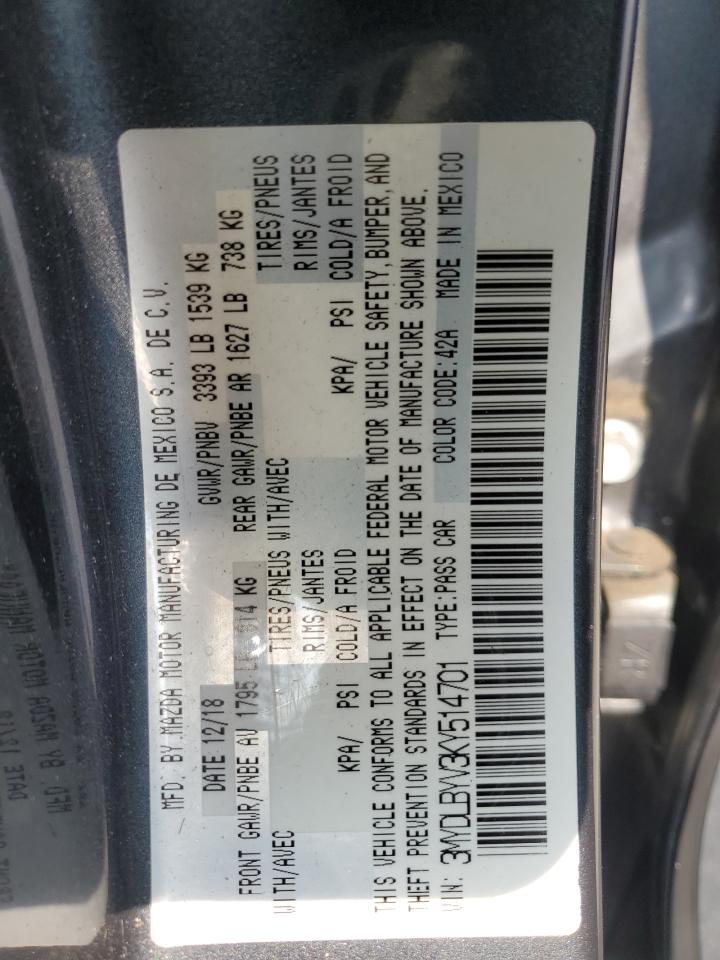 MFD. BY MAZDA MOTOR MANUFACTURING DE MEXICO S.A. DE C.V.
DATE 12/18 GVWR/PNBV 3393 LB 1539 KG
FRONT GAWR/PNBE AV 1795 LB 814 KG REAR GAWR/PNBE AR 1627 LB 738 KG
TIRES/PNEUS WITH/AVEC TIRES/PNEUS
WITH/AVEC RIMS/JANTES RIMS/JANTES
KPA/ PSI COLD/A FROID KPA/ PSI COLD/A FROID
THIS VEHICLE CONFORMS TO ALL APPLICABLE FEDERAL MOTOR VEHICLE SAFETY, BUMPER, AND
THEFT PREVENTION STANDARDS IN EFFECT ON THE DATE OF MANUFACTURE SHOWN ABOVE.
VIN: 3MYDLBYV3KY514701 TYPE:PASS CAR COLOR CODE:42A MADE IN MEXICO